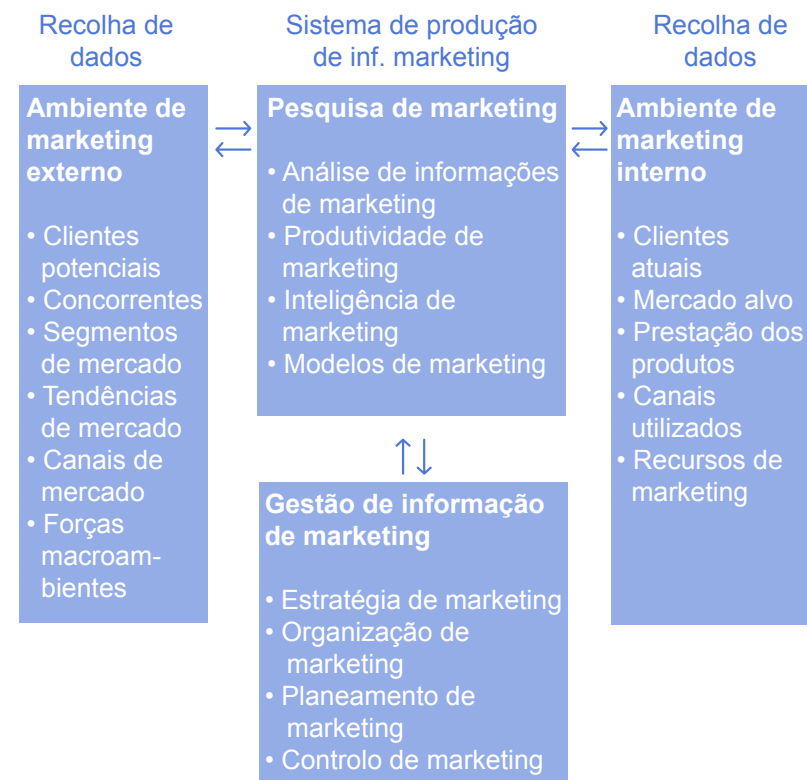 Recolha de
dados
Sistema de produção
de inf. marketing
Recolha de
dados
Ambiente de
marketing
externo
• Clientes
potenciais
• Concorrentes
• Segmentos
de mercado
• Tendências
de mercado
• Canais de
mercado
• Forças
macroam-
bientes
Pesquisa de marketing
• Análise de informações
de marketing
• Produtividade de
marketing
• Inteligência de
marketing
• Modelos de marketing
Gestão de informação
de marketing
• Estratégia de marketing
• Organização de
marketing
• Planeamento de
marketing
• Controlo de marketing
Ambiente de
marketing
interno
• Clientes
atuais
• Mercado alvo
• Prestação dos
produtos
• Canais
utilizados
• Recursos de
marketing